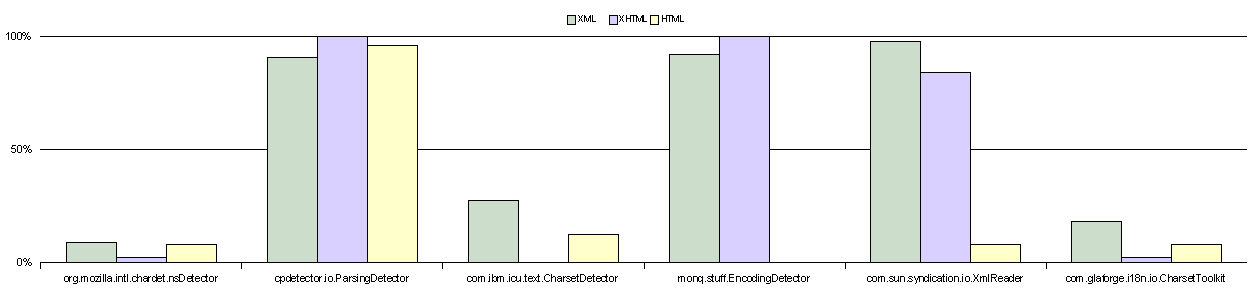 XML XHTML HTML
100%
50%
0%
org.mozilla.intl.chardet.nsDetector cpdetector.io.ParsingDetector com.ibm.icu.text.CharsetDetector monq.stuff.EncodingDetector com.sun.syndication.io.XmlReader com.glaforge.i18n.io.CharsetToolkit